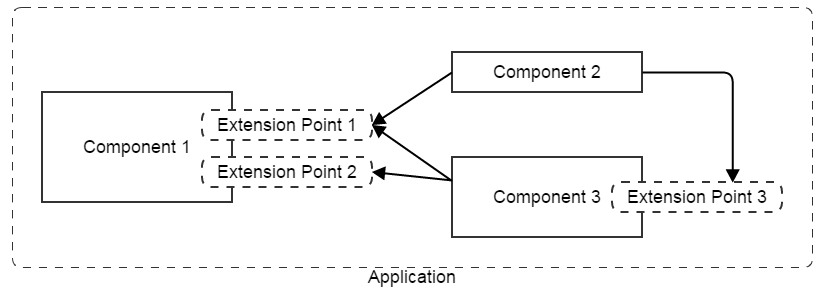 Component 2
Extension Point 1
Component 1
Extension Point 2
Component 3
Extension Point 3
Application